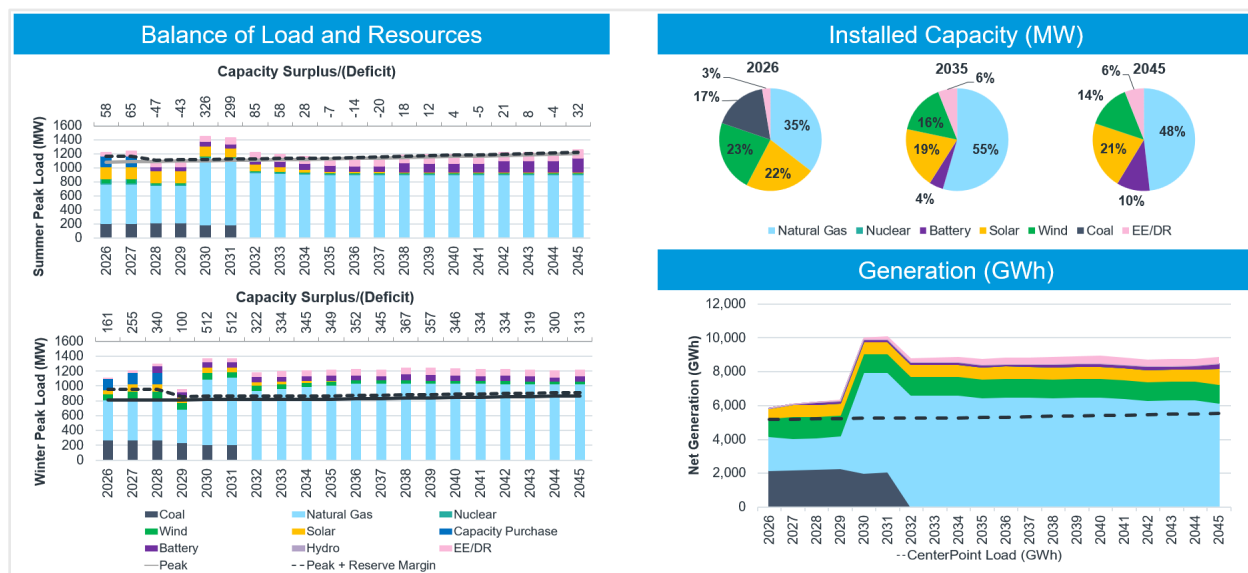 Balance of Load and Resources
Capacity Surplus/(Deficit)
58 65 -47 -43 326 299 85 58 28 -7 -14 -20 18 12 4 -5 21 8 -4 32
Summer Peak Load (MW)
1600
1400
1200
1000
800
600
400
200
0
2026 2027 2028 2029 2030 2031 2032 2033 2034 2035 2036 2037 2038 2039 2040 2041 2042 2043 2044 2045
Capacity Surplus/(Deficit)
161 255 340 100 512 512 322 334 345 349 352 345 367 357 346 334 334 319 300 313
Winter Peak Load (MW)
1600
1400
1200
1000
800
600
400
200
0
2026 2027 2028 2029 2030 2031 2032 2033 2034 2035 2036 2037 2038 2039 2040 2041 2042 2043 2044 2045
Coal Natural Gas Nuclear
Wind Solar Capacity Purchase
Battery Hydro EE/DR
Peak Peak + Reserve Margin
Installed Capacity (MW)
2026 2035 2045
3%
17%
23%
22%
35%
6%
16%
19%
4%
55%
6%
14%
21%
10%
48%
Natural Gas Nuclear Battery Solar Wind Coal EE/DR
Generation (GWh)
Net Generation (GWh)
12,000
10,000
8,000
6,000
4,000
2,000
0
2026 2027 2028 2029 2030 2031 2032 2033 2034 2035 2036 2037 2038 2039 2040 2041 2042 2043 2044 2045
--CenterPoint Load (GWh)